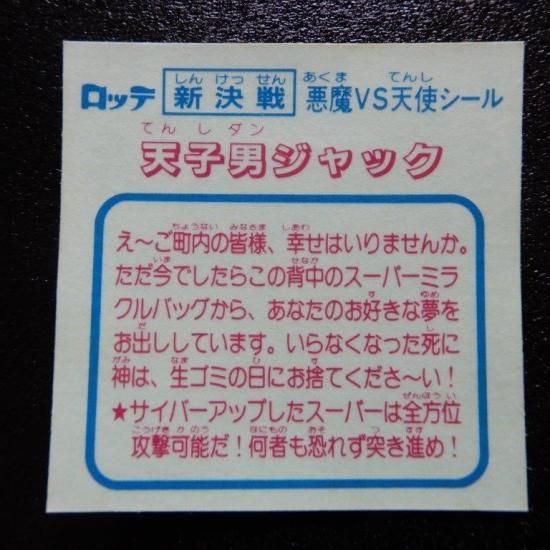 しんけっせん あくま てんし
ロッテ 新決戦 悪魔VS天使シール
てんしダン
天子男ジャック
ちょうない みなさま しあわ
え〜ご町内の皆様、幸せはいりませんか。
いま せなか
ただ今でしたらこの背中のスーパーミラ
す ゆめ
クルバッグから、あなたのお好きな夢を
だ し
お出ししています。いらなくなった死に
がみ なま ひ す
神は、生ゴミの日にお捨てくださ〜い!
ぜんほうい
★サイバーアップしたスーパーは全方位
こうげきかのう なにもの おそ つ すす
攻撃可能だ!何者も恐れず突き進め!